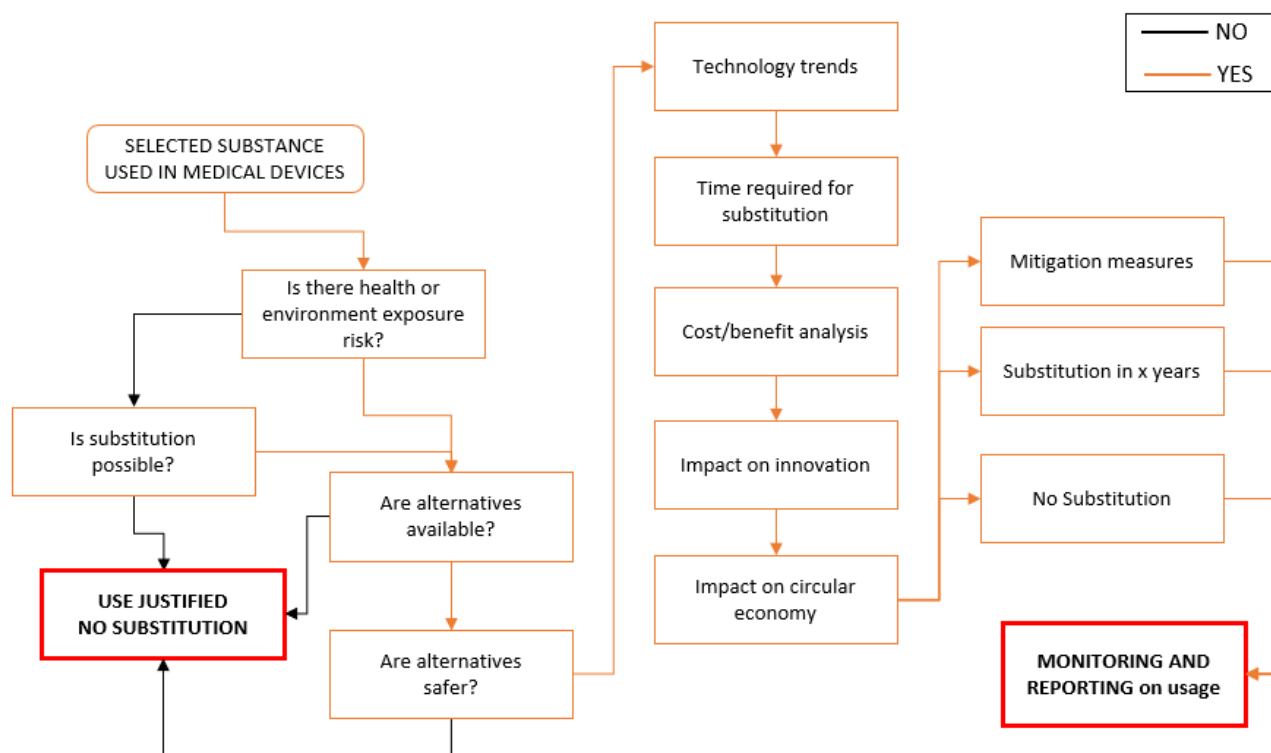 NO
YES
SELECTED SUBSTANCE
USED IN MEDICAL DEVICES
Is there health or
environment exposure
risk?
Is substitution
possible?
Are alternatives
available?
USE JUSTIFIED
NO SUBSTITUTION
Are alternatives
safer?
Technology trends
Time required for
substitution
Cost/benefit analysis
Impact on innovation
Impact on circular
economy
Mitigation measures
Substitution in x years
No Substitution
MONITORING AND
REPORTING on usage